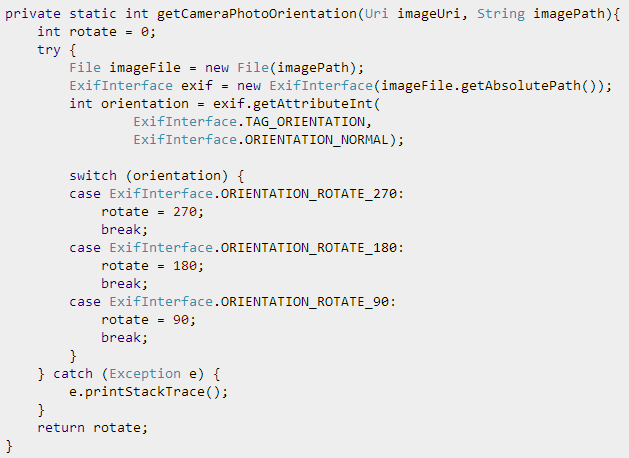 private static int getCameraPhotoOrientation(Uri imageUri, String imagePath){
    int rotate = 0;
    try {
        File imageFile = new File(imagePath);
        ExifInterface exif = new ExifInterface(imageFile.getAbsolutePath());
        int orientation = exif.getAttributeInt(
                ExifInterface.TAG_ORIENTATION,
                ExifInterface.ORIENTATION_NORMAL);

        switch (orientation) {
        case ExifInterface.ORIENTATION_ROTATE_270:
            rotate = 270;
            break;
        case ExifInterface.ORIENTATION_ROTATE_180:
            rotate = 180;
            break;
        case ExifInterface.ORIENTATION_ROTATE_90:
            rotate = 90;
            break;
        }
    } catch (Exception e) {
        e.printStackTrace();
    }
    return rotate;
}